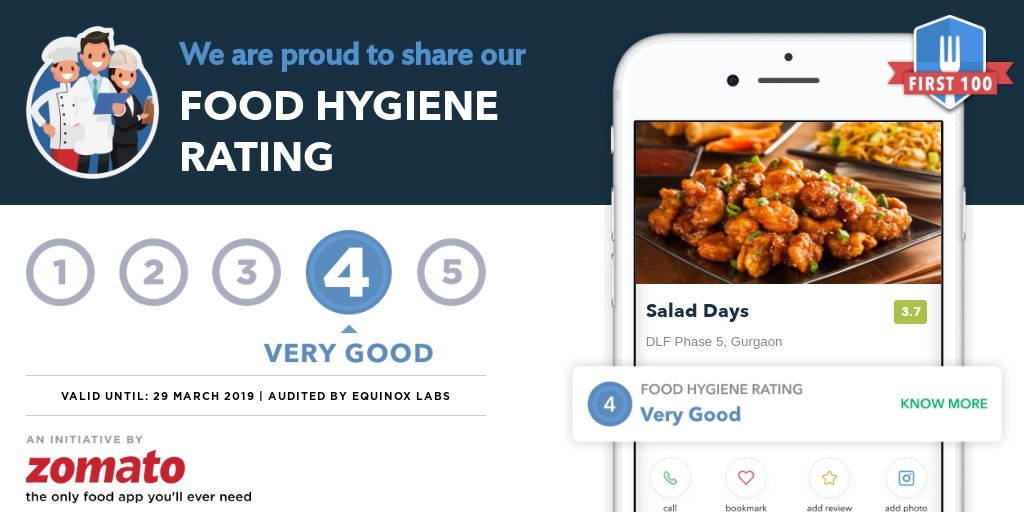 We are proud to share our
FOOD HYGIENE
RATING
1 2 3 4 5
VERY GOOD
VALID UNTIL: 29 MARCH 2019 | AUDITED BY EQUINOX LABS
AN INITIATIVE BY
zomato
the only food app you'll ever need
FIRST 100
Salad Days 3.7
DLF Phase 5, Gurgaon
4 FOOD HYGIENE RATING
Very Good KNOW MORE
call bookmark add review add photo